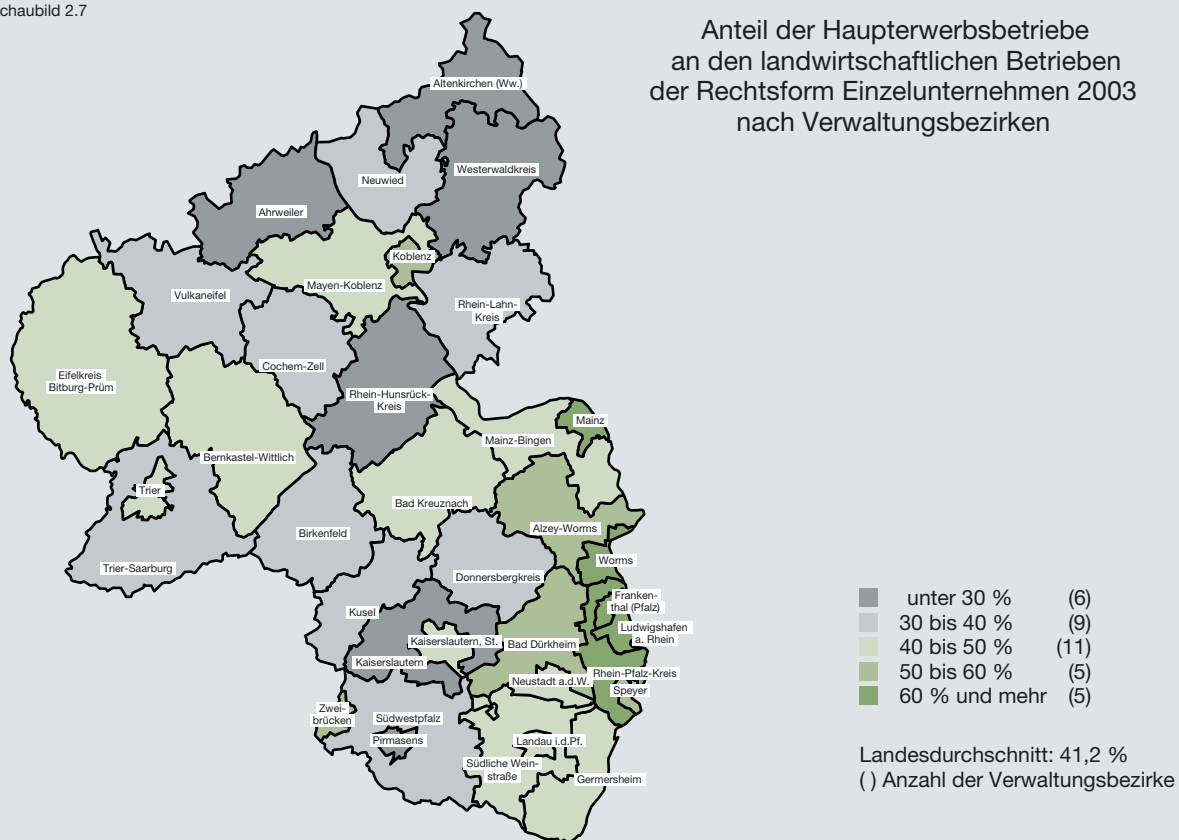 chaubild 2.7
Anteil der Haupterwerbsbetriebe
an den landwirtschaftlichen Betrieben
der Rechtsform Einzelunternehmen 2003
nach Verwaltungsbezirken
Altenkirchen (Ww.)
Westerwaldkreis
Neuwied
Ahrweiler
Koblenz
Mayen-Koblenz
Vulkaneifel
Rhein-Lahn-
Kreis
Cochem-Zell
Eifelkreis
Bitburg-Prüm
Rhein-Hunsrück-
Kreis
Mainz
Mainz-Bingen
Bernkastel-Wittlich
Trier
Bad Kreuznach
Alzey-Worms
Birkenfeld
Worms
Trier-Saarburg
Donnersbergkreis
Franken-
thal (Pfalz)
Kusel
Ludwigshafen
a. Rhein
Kaiserslautern, St.
Bad Dürkheim
Kaiserslautern
Rhein-Pfalz-Kreis
Neustadt a.d.W.
Speyer
Zwei-
brücken
Südwestpfalz
Pirmasens
Landau i.d.Pf.
Südliche Wein-
straße
Germersheim
unter 30 % (6)
30 bis 40 % (9)
40 bis 50 % (11)
50 bis 60 % (5)
60 % und mehr (5)
Landesdurchschnitt: 41,2 %
( ) Anzahl der Verwaltungsbezirke